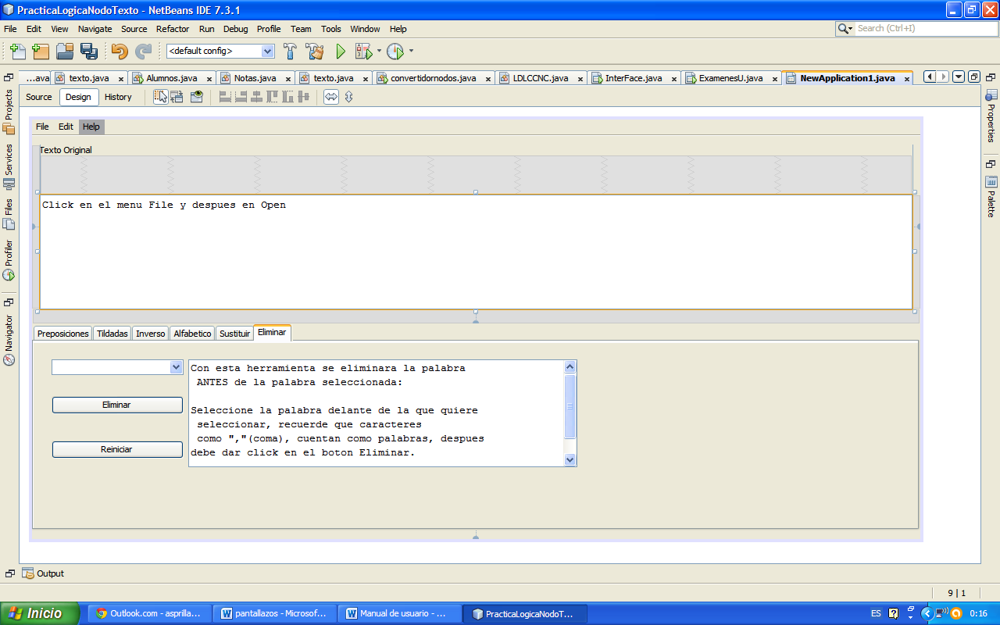 PracticaLogicaNodoTexto - NetBeans IDE 7.3.1
File Edit View Navigate Source Refactor Run Debug Profile Team Tools Window Help
Search (Ctrl+I)
<default config>
...ava texto.java Alumnos.java Notas.java texto.java convertidornodos.java LDLCCNC.java InterFace.java ExamenesU.java NewApplication1.java
Source Design History
Projects
Services
Files
Profiler
Navigator
Properties
Palette
File Edit Help
Texto Original
Click en el menu File y despues en Open
Preposiciones Tildadas Inverso Alfabetico Sustituir Eliminar
Eliminar
Reiniciar
Con esta herramienta se eliminara la palabra
ANTES de la palabra seleccionada:
Seleccione la palabra delante de la que quiere
seleccionar, recuerde que caracteres
como ","(coma), cuentan como palabras, despues
debe dar click en el boton Eliminar.
Output
9 | 1
Inicio
Outlook.com - asprilla...
pantallazos - Microsof...
Manual de usuario - ...
PracticaLogicaNodoT...
ES
0:16